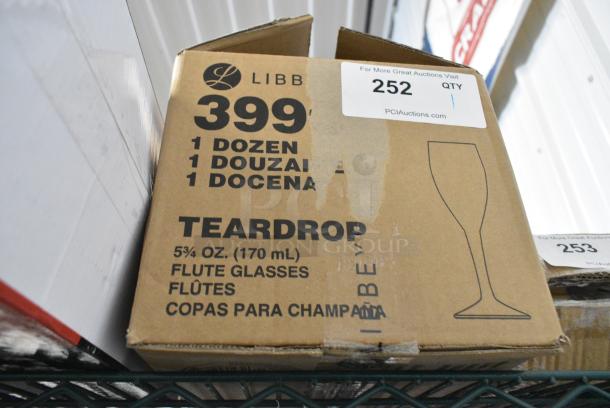 LIBB
399
1 DOZEN
1 DOUZAI E
1 DOCENA
TEARDROP
5¾ OZ. (170 mL)
FLUTE GLASSES
FLÛTES
COPAS PARA CHAMPAÑA
For More Great Auctions Visit
252 QTY 1
PCIAuctions.com
253